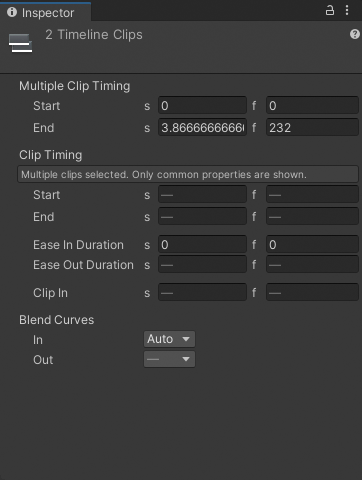 Inspector
2 Timeline Clips
Multiple Clip Timing
Start s 0 f 0
End s 3.8666666666 f 232
Clip Timing
Multiple clips selected. Only common properties are shown.
Start s — f —
End s — f —
Ease In Duration s 0 f 0
Ease Out Duration s — f —
Clip In s — f —
Blend Curves
In Auto
Out —